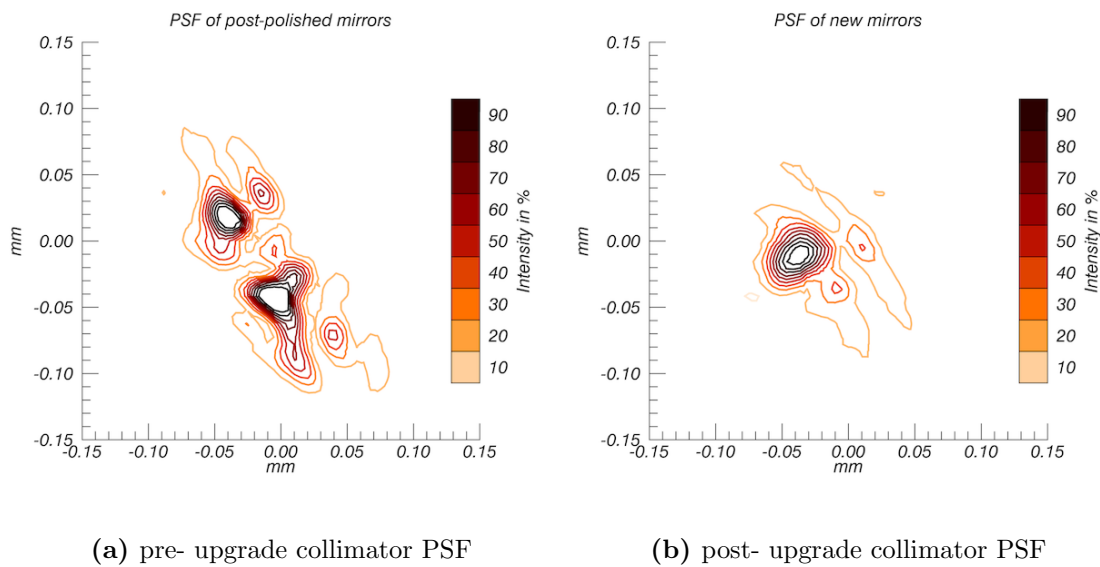 PSF of post-polished mirrors
0.15
0.10
0.05
0.00
-0.05
-0.10
-0.15
mm
-0.15 -0.10 -0.05 0.00 0.05 0.10 0.15
mm
90
80
70
60
50
40
30
20
10
Intensity in %
(a) pre- upgrade collimator PSF
PSF of new mirrors
0.15
0.10
0.05
0.00
-0.05
-0.10
-0.15
mm
-0.15 -0.10 -0.05 0.00 0.05 0.10 0.15
mm
90
80
70
60
50
40
30
20
10
Intensity in %
(b) post- upgrade collimator PSF